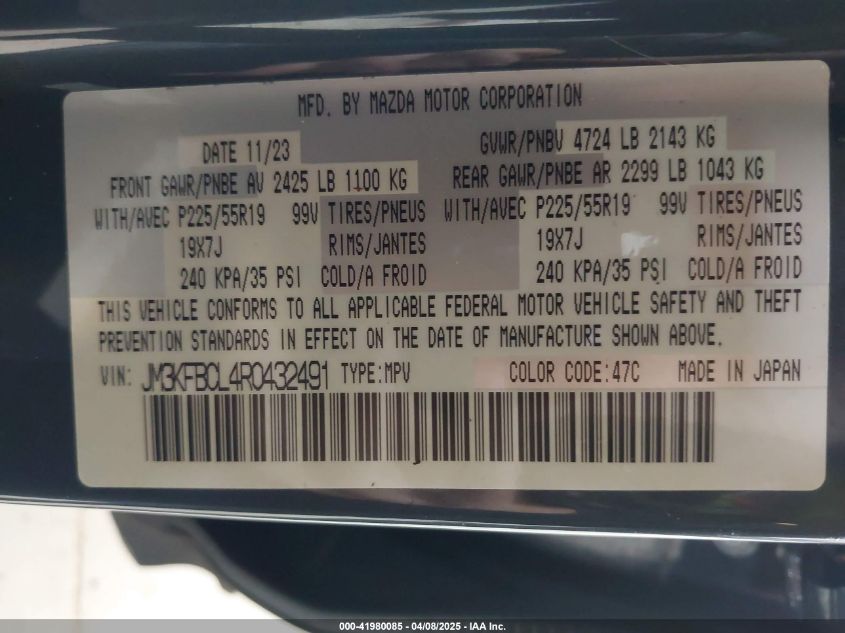 MFD. BY MAZDA MOTOR CORPORATION
DATE 11/23 GVWR/PNBV 4724 LB 2143 KG
FRONT GAWR/PNBE AV 2425 LB 1100 KG REAR GAWR/PNBE AR 2299 LB 1043 KG
WITH/AVEC P225/55R19 99V TIRES/PNEUS WITH/AVEC P225/55R19 99V TIRES/PNEUS
19X7J RIMS/JANTES 19X7J RIMS/JANTES
240 KPA/35 PSI COLD/A FROID 240 KPA/35 PSI COLD/A FROID
THIS VEHICLE CONFORMS TO ALL APPLICABLE FEDERAL MOTOR VEHICLE SAFETY AND THEFT
PREVENTION STANDARDS IN EFFECT ON THE DATE OF MANUFACTURE SHOWN ABOVE.
VIN: JM3KFBCL4R0432491 TYPE:MPV COLOR CODE:47C MADE IN JAPAN
000-41980085 - 04/08/2025 - IAA Inc.